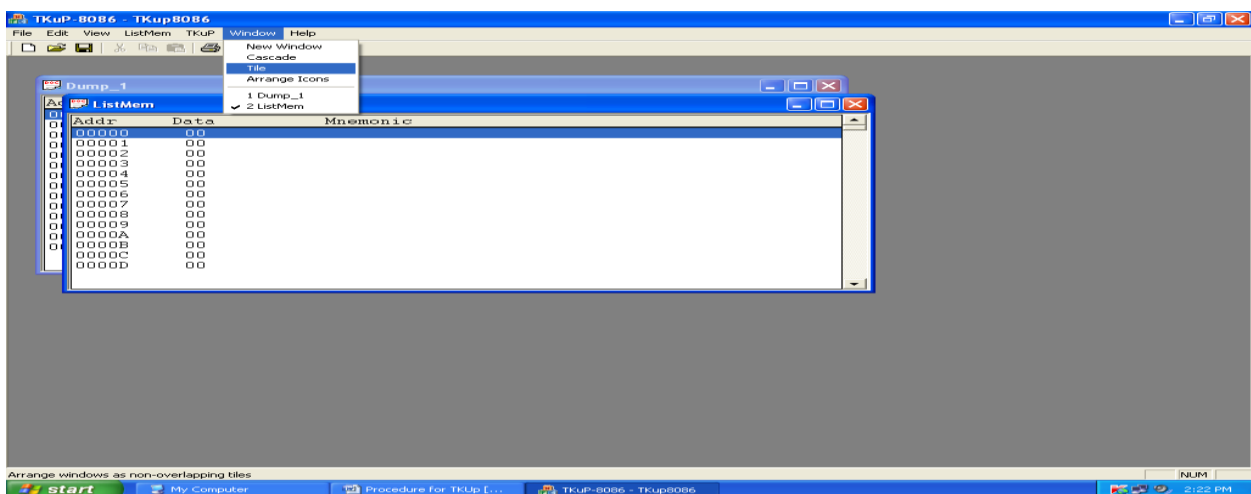 TKuP-8086 - TKup8086
File Edit View ListMem TKuP Window Help
New Window
Cascade
Tile
Arrange Icons
1 Dump_1
✓ 2 ListMem
Dump_1
ListMem
Addr Data Mnemonic
00000 00
00001 00
00002 00
00003 00
00004 00
00005 00
00006 00
00007 00
00008 00
00009 00
0000A 00
0000B 00
0000C 00
0000D 00
Arrange windows as non-overlapping tiles
NUM
start My Computer Procedure for TKUp [... TKuP-8086 - TKup8086 2:22 PM